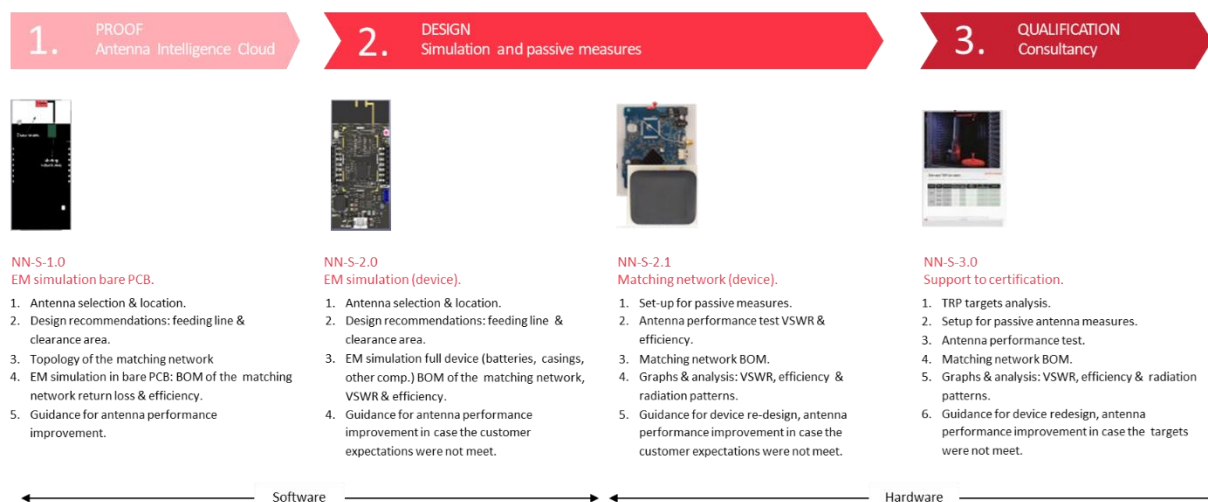 1.
PROOF
Antenna Intelligence Cloud
2.
DESIGN
Simulation and passive measures
3.
QUALIFICATION
Consultancy
NN-S-1.0
EM simulation bare PCB.
1. Antenna selection & location.
2. Design recommendations: feeding line &
clearance area.
3. Topology of the matching network
4. EM simulation in bare PCB: BOM of the matching
network return loss & efficiency.
5. Guidance for antenna performance
improvement.
NN-S-2.0
EM simulation (device).
1. Antenna selection & location.
2. Design recommendations: feeding line &
clearance area.
3. EM simulation full device (batteries, casings,
other comp.) BOM of the matching network,
VSWR & efficiency.
4. Guidance for antenna performance
improvement in case the customer
expectations were not meet.
NN-S-2.1
Matching network (device).
1. Set-up for passive measures.
2. Antenna performance test VSWR &
efficiency.
3. Matching network BOM.
4. Graphs & analysis: VSWR, efficiency &
radiation patterns.
5. Guidance for device re-design, antenna
performance improvement in case the
customer expectations were not meet.
NN-S-3.0
Support to certification.
1. TRP targets analysis.
2. Setup for passive antenna measures.
3. Antenna performance test.
4. Matching network BOM.
5. Graphs & analysis: VSWR, efficiency & radiation
patterns.
6. Guidance for device redesign, antenna
performance improvement in case the targets
were not meet.
Software
Hardware